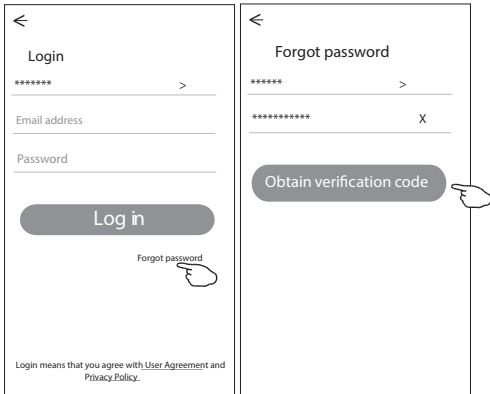 Login
*******
>
Email address
Password
Log in
Forgot password
Login means that you agree with User Agreement and
Privacy Policy
Forgot password
******
>
***********
X
Obtain verification code